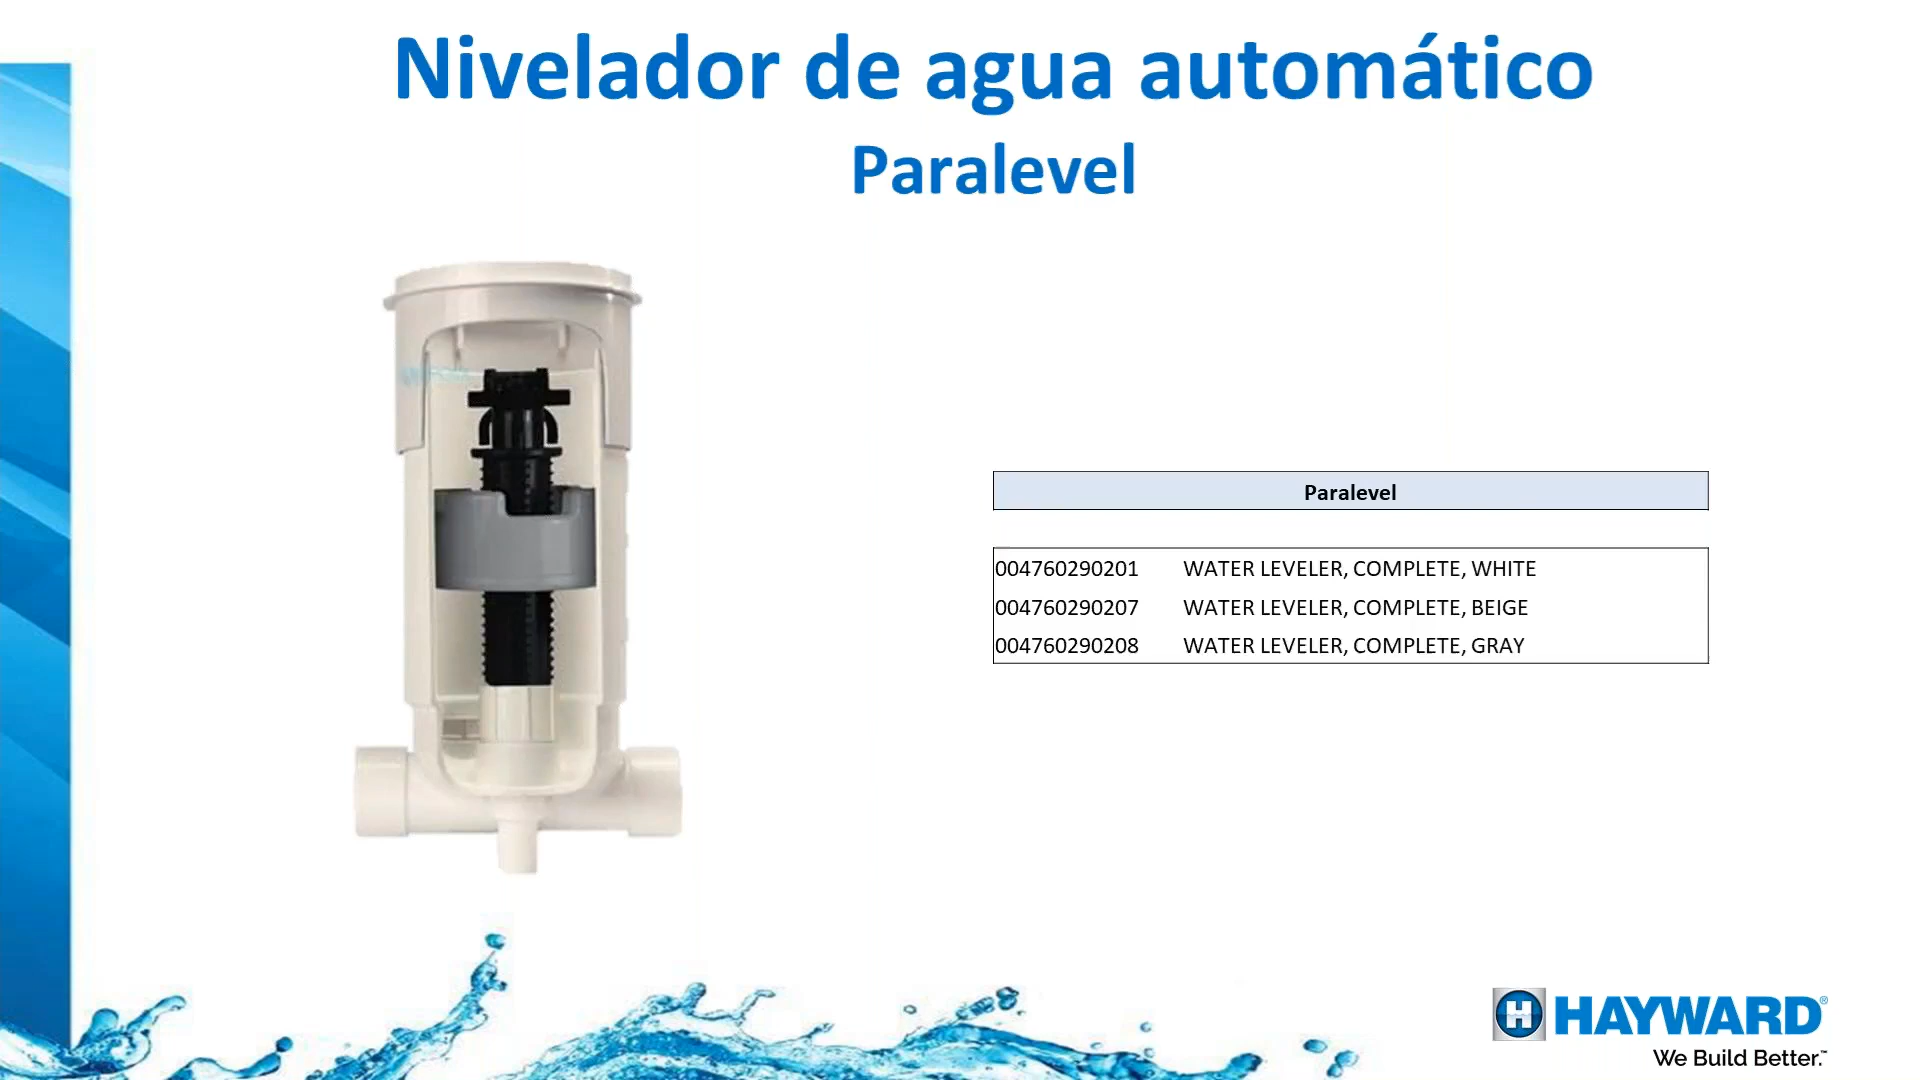 Nivelador de agua automático
Paralevel
Paralevel
004760290201 WATER LEVELER, COMPLETE, WHITE
004760290207 WATER LEVELER, COMPLETE, BEIGE
004760290208 WATER LEVELER, COMPLETE, GRAY
H HAYWARD®
We Build Better.™